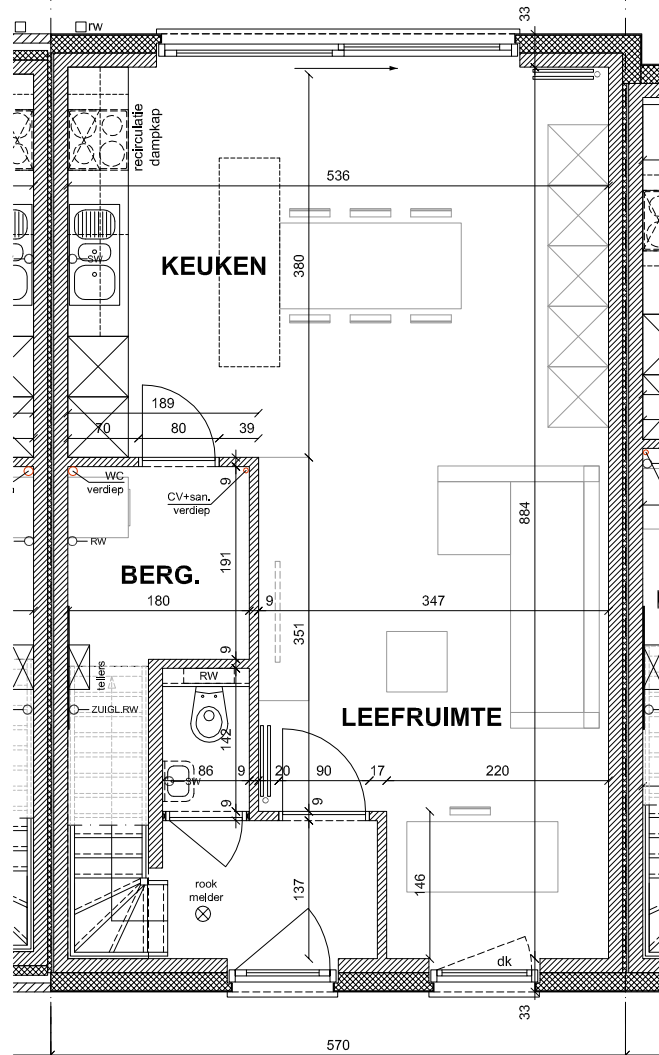 33
rw
recirculatie
dampkap
536
KEUKEN
380
SW
189
70
80
39
WC
verdiep
CV+san.
verdiep
9
884
RW
BERG.
191
180
9
347
351
9
tellers
RW
ZUIGL.RW
LEEFRUIMTE
142
86
9
20
90
17
220
SW
9
9
rook
melder
137
146
dk
33
570